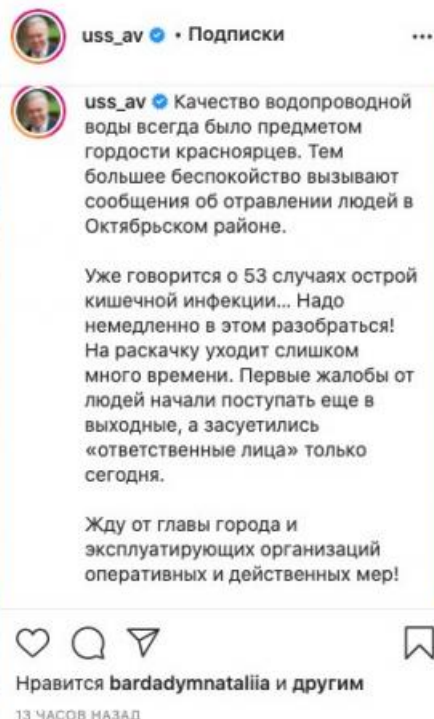 uss_av • Подписки
uss_av Качество водопроводной
воды всегда было предметом
гордости красноярцев. Тем
большее беспокойство вызывают
сообщения об отравлении людей в
Октябрьском районе.
Уже говорится о 53 случаях острой
кишечной инфекции... Надо
немедленно в этом разобраться!
На раскачку уходит слишком
много времени. Первые жалобы от
людей начали поступать еще в
выходные, а засуетились
«ответственные лица» только
сегодня.
Жду от главы города и
эксплуатирующих организаций
оперативных и действенных мер!
Нравится bardadymnataliia и другим
13 ЧАСОВ НАЗАД